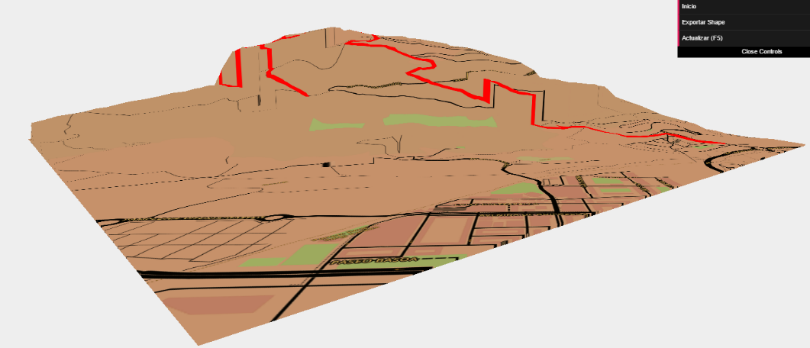 Inicio
Exportar Shape
Actualizar (F5)
Close Controls